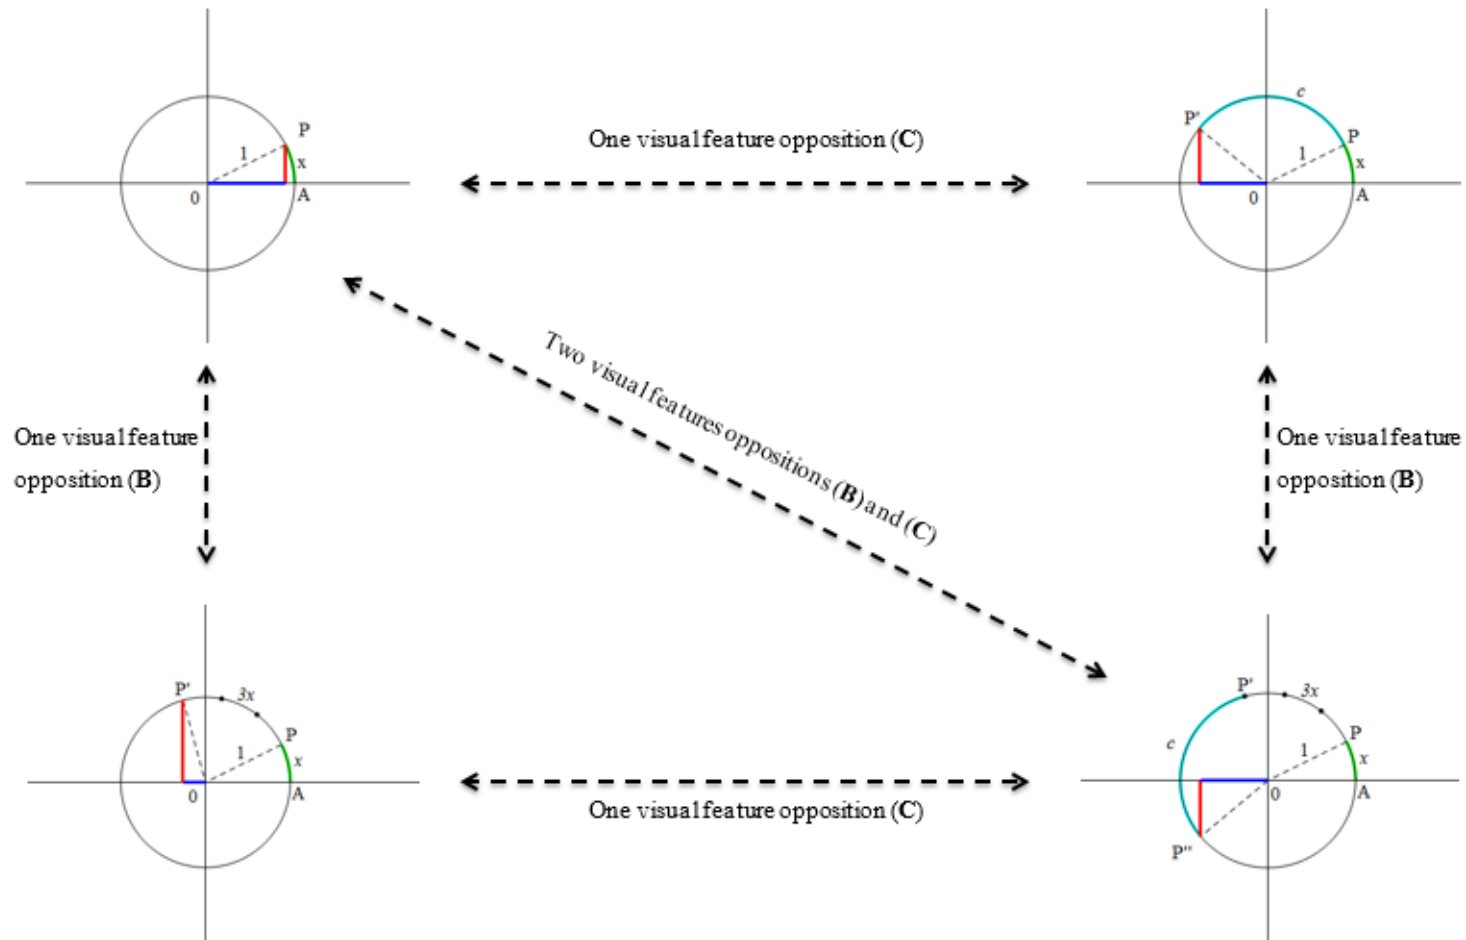 P
1
x
0
A
One visual feature opposition (C)
c
P'
P
1
x
0
A
Two visual features oppositions (B) and (C)
One visual feature
opposition (B)
One visual feature
opposition (B)
P'
3x
P
1
x
0
A
One visual feature opposition (C)
P'
3x
P
c
1
x
0
A
P''